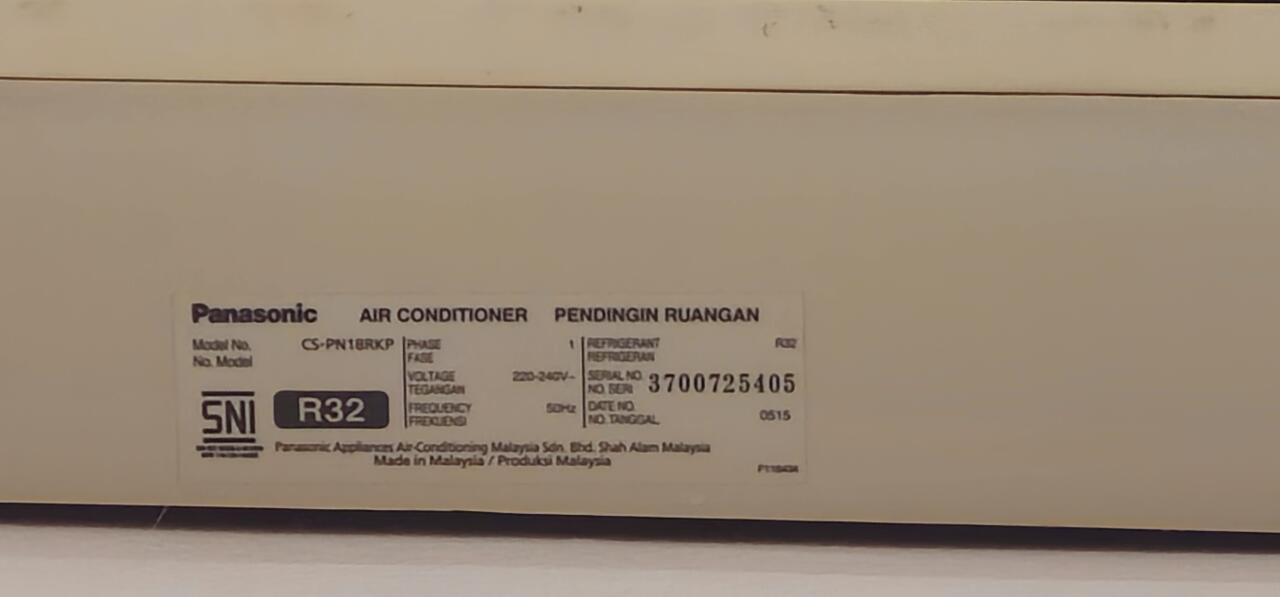 Panasonic AIR CONDITIONER PENDINGIN RUANGAN
Model No. CS-PN18RKP
No. Model
PHASE 1
FASE
VOLTAGE 220-240V~
TEGANGAN
FREQUENCY 50Hz
FREKUENSI
REFRIGERANT R32
REFRIGERAN
SERIAL NO. 3700725405
NO. SERI
DATE NO. 0515
NO. TANGGAL
SNI
R32
Panasonic Appliances Air-Conditioning Malaysia Sdn. Bhd. Shah Alam Malaysia
Made in Malaysia / Produksi Malaysia